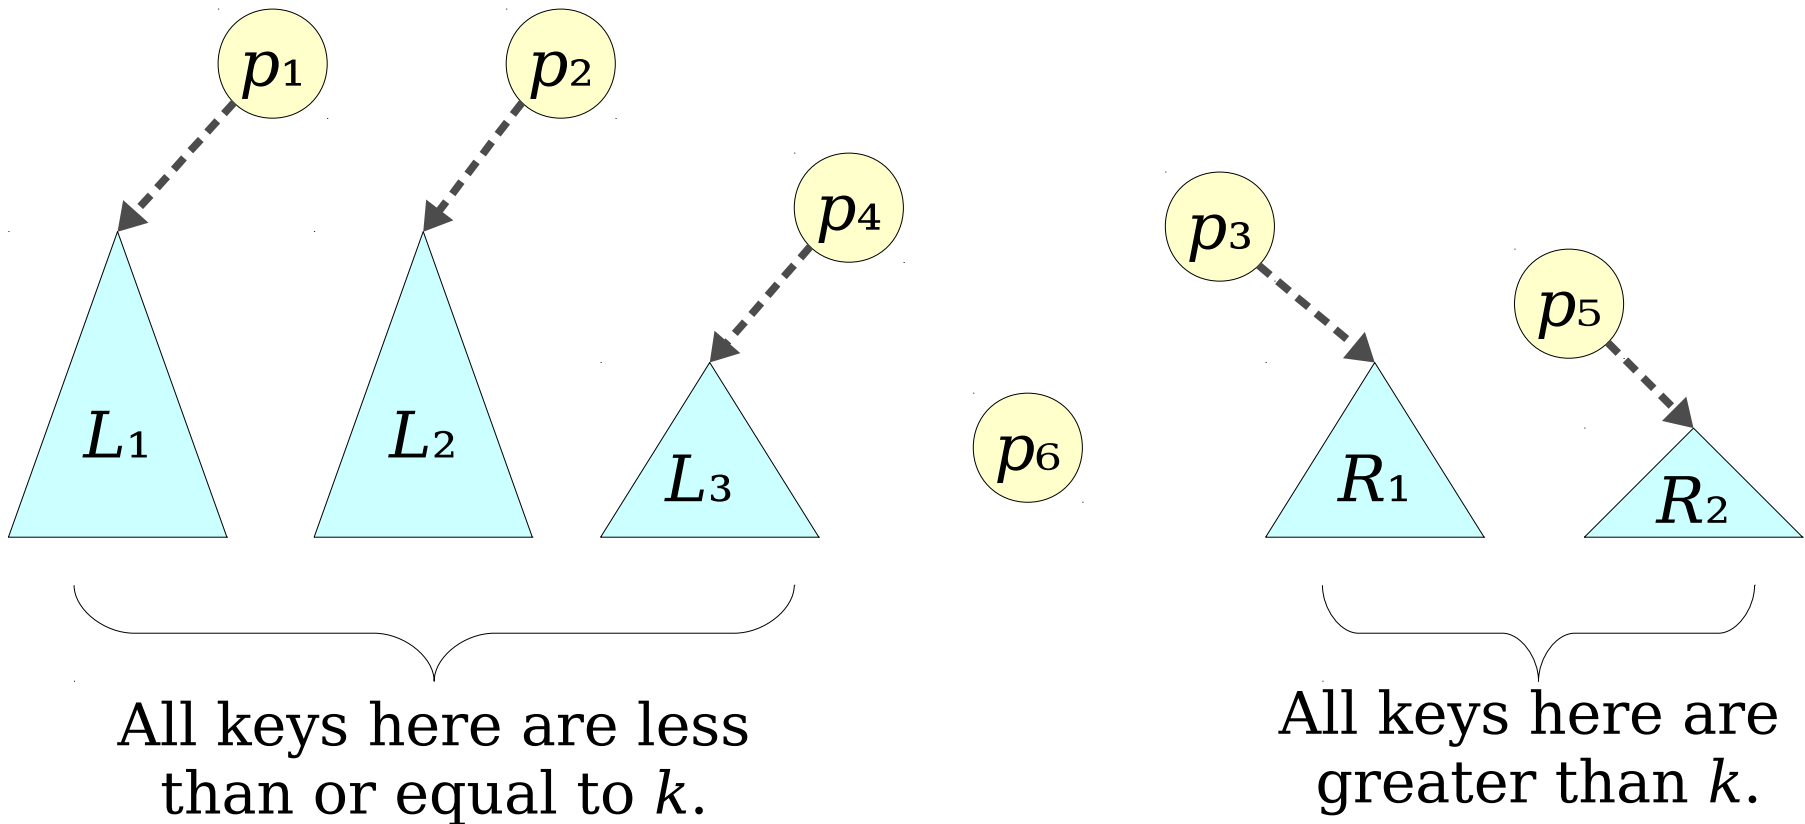 p₁
p₂
p₄
p₃
p₅
p₆
L₁
L₂
L₃
R₁
R₂
All keys here are less
than or equal to k.
All keys here are
greater than k.